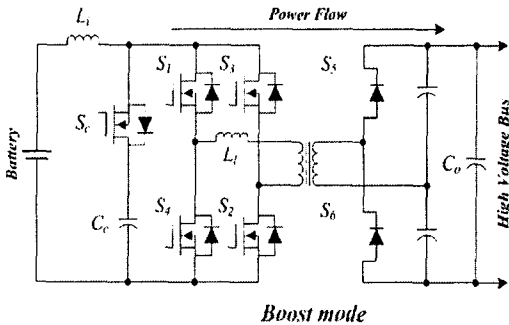 Power Flow
L_i
S_1
S_3
S_5
S_c
L_l
C_o
Battery
High Voltage Bus
C_c
S_4
S_2
S_6
Boost mode